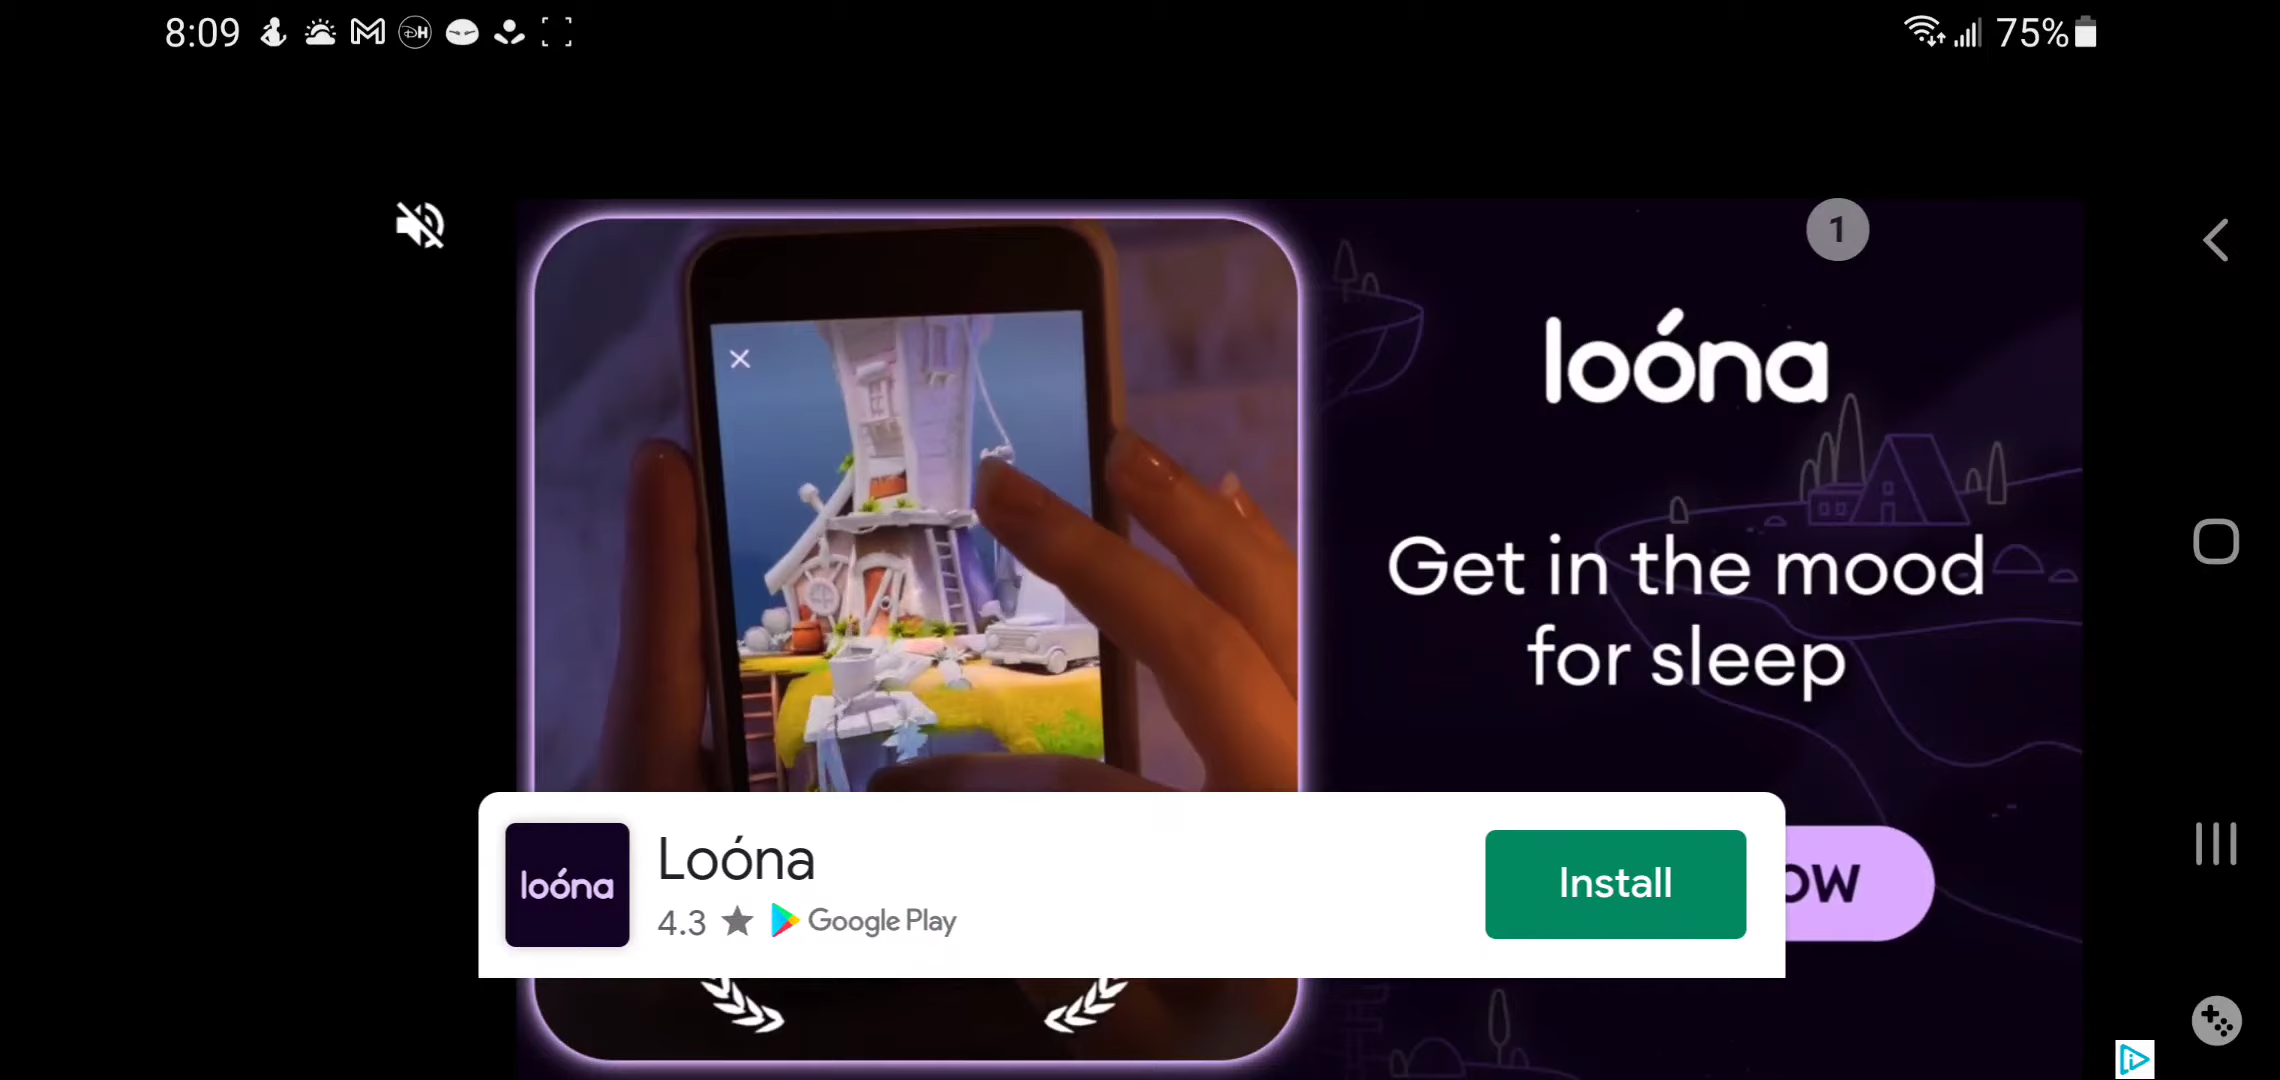 8:09
DH
75%
1
loóna
Get in the mood
for sleep
loóna
Loóna
4.3
Google Play
Install
OW